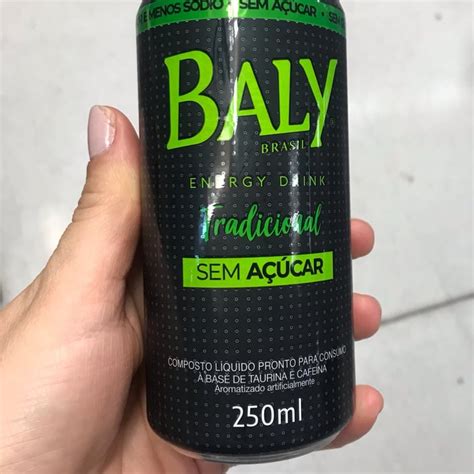 E MENOS SÓDIO • SEM AÇÚCAR •
BALY
BRASIL
ENERGY DRINK
Tradicional
SEM AÇÚCAR
COMPOSTO LÍQUIDO PRONTO PARA CONSUMO
À BASE DE TAURINA E CAFEÍNA
Aromatizado artificialmente
250ml